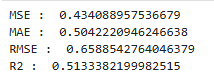 MSE :  0.434088957536679
MAE :  0.5042220946246638
RMSE :  0.6588542764046379
R2 :  0.5133382199982515